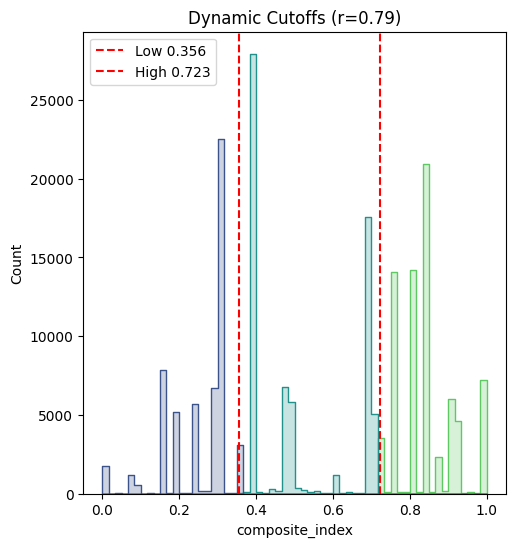 Dynamic Cutoffs (r=0.79)
Low 0.356
High 0.723
25000
20000
15000
10000
5000
0
Count
0.0 0.2 0.4 0.6 0.8 1.0
composite_index